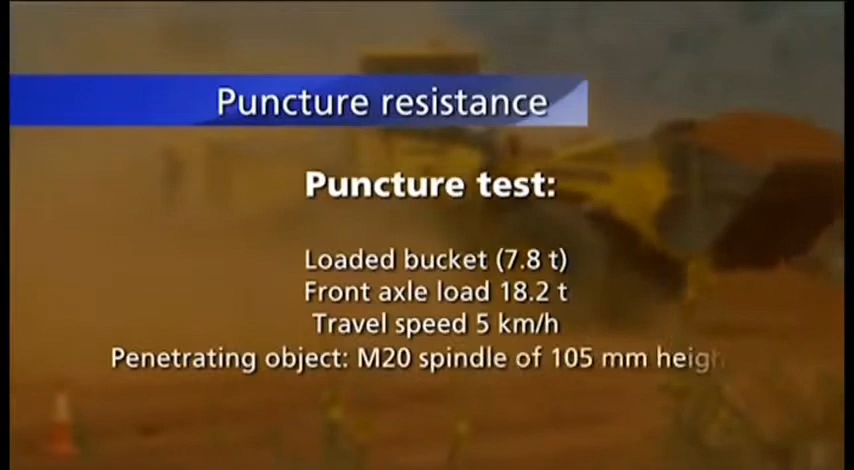 Puncture resistance
Puncture test:
Loaded bucket (7.8 t)
Front axle load 18.2 t
Travel speed 5 km/h
Penetrating object: M20 spindle of 105 mm heigh